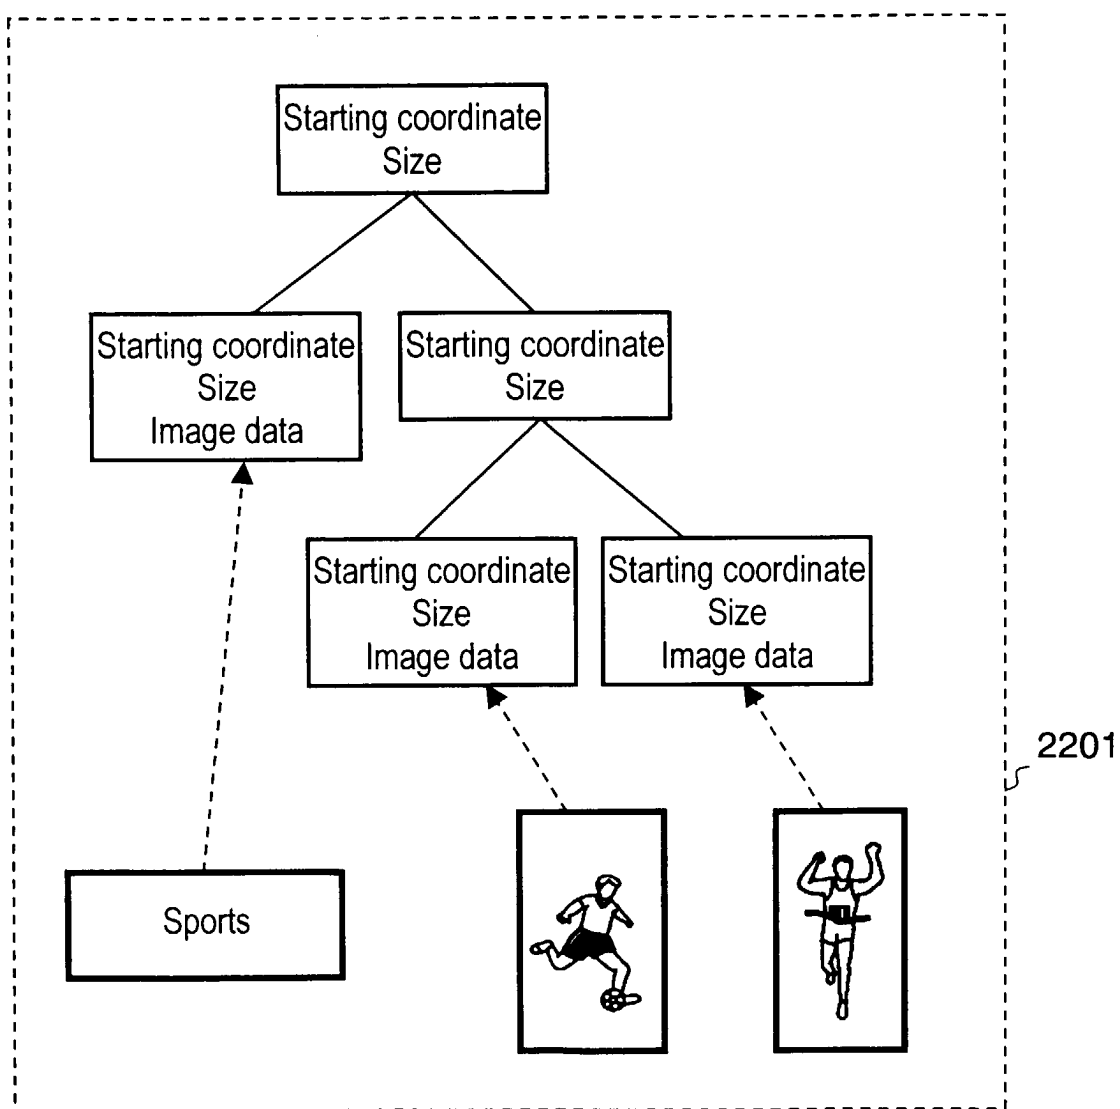 Starting coordinate
Size
Starting coordinate
Size
Image data
Starting coordinate
Size
Starting coordinate
Size
Image data
Starting coordinate
Size
Image data
2201
Sports